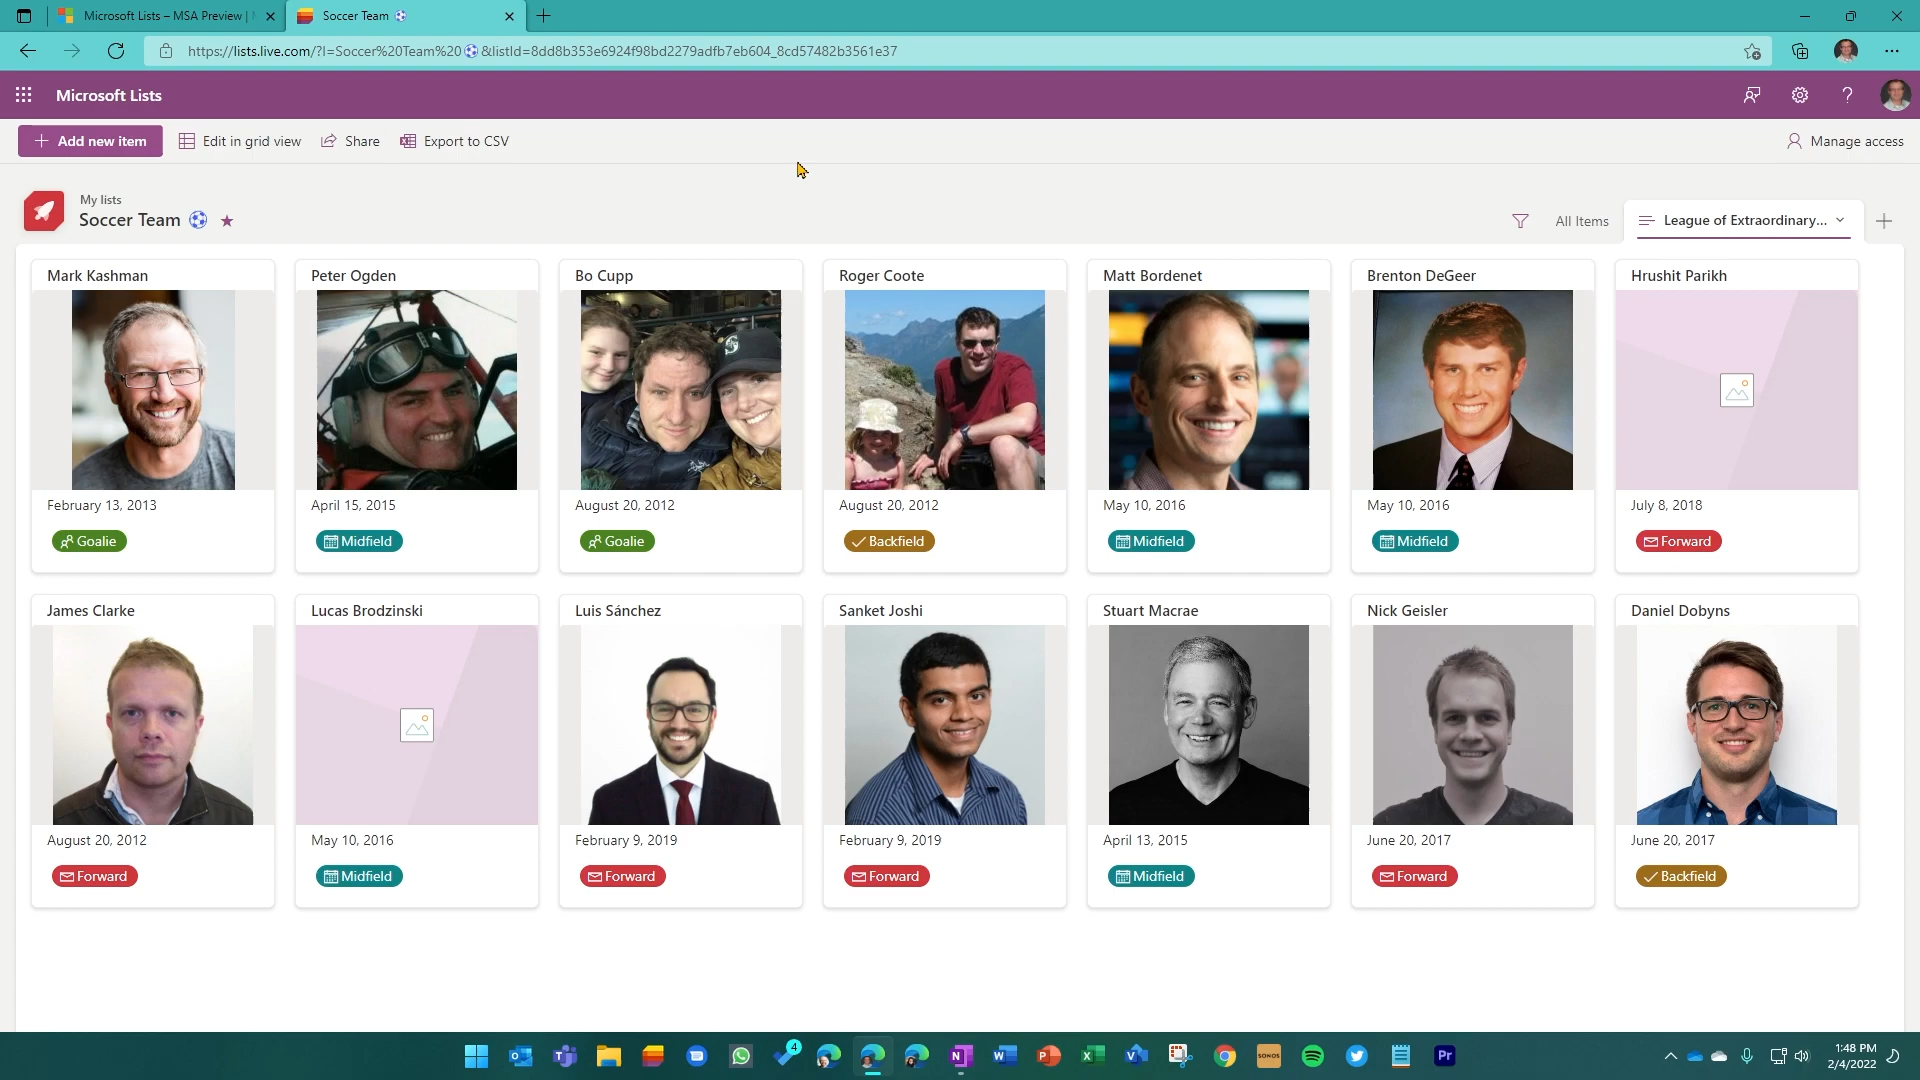 Microsoft Lists – MSA Preview |
Soccer Team ⚽
https://lists.live.com/?l=Soccer%20Team%20⚽&listId=8dd8b353e6924f98bd2279adfb7eb604_8cd57482b3561e37
Microsoft Lists
Add new item
Edit in grid view
Share
Export to CSV
Manage access
My lists
Soccer Team ⚽
All Items
League of Extraordinary...
Mark Kashman
Peter Ogden
Bo Cupp
Roger Coote
Matt Bordenet
Brenton DeGeer
Hrushit Parikh
February 13, 2013
April 15, 2015
August 20, 2012
August 20, 2012
May 10, 2016
May 10, 2016
July 8, 2018
Goalie
Midfield
Goalie
Backfield
Midfield
Midfield
Forward
James Clarke
Lucas Brodzinski
Luis Sánchez
Sanket Joshi
Stuart Macrae
Nick Geisler
Daniel Dobyns
August 20, 2012
May 10, 2016
February 9, 2019
February 9, 2019
April 13, 2015
June 20, 2017
June 20, 2017
Forward
Midfield
Forward
Forward
Midfield
Forward
Backfield
4
SONOS
Pr
1:48 PM
2/4/2022